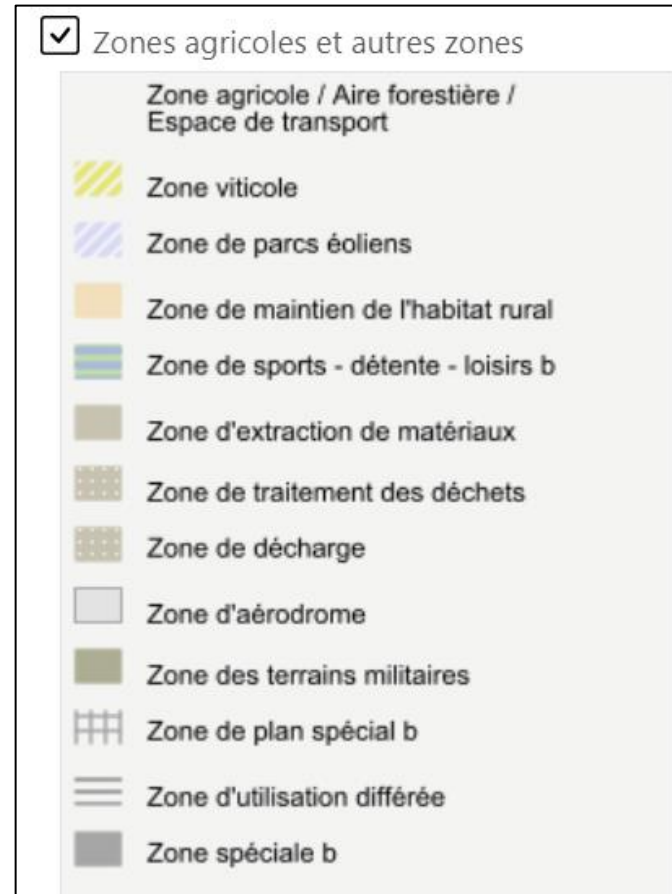 Zones agricoles et autres zones
Zone agricole / Aire forestière /
Espace de transport
Zone viticole
Zone de parcs éoliens
Zone de maintien de l'habitat rural
Zone de sports - détente - loisirs b
Zone d'extraction de matériaux
Zone de traitement des déchets
Zone de décharge
Zone d'aérodrome
Zone des terrains militaires
Zone de plan spécial b
Zone d'utilisation différée
Zone spéciale b